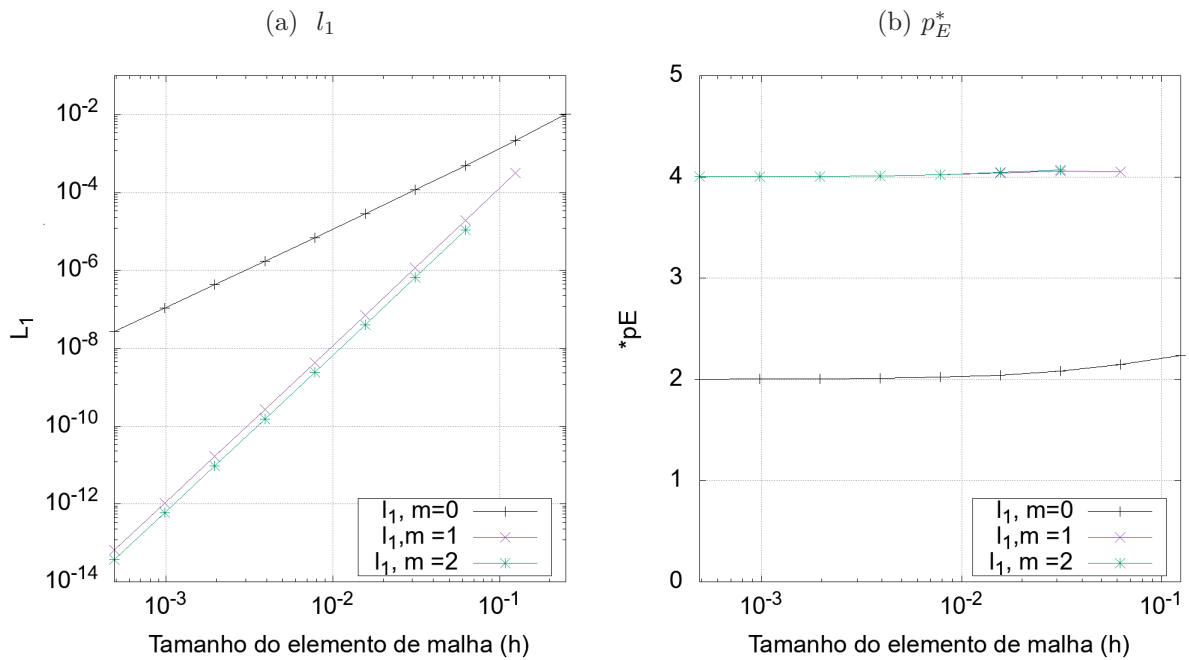 (a) l₁
(b) p*_E
10⁻²
10⁻⁴
10⁻⁶
10⁻⁸
10⁻¹⁰
10⁻¹²
10⁻¹⁴
L₁
10⁻³
10⁻²
10⁻¹
Tamanho do elemento de malha (h)
l₁, m=0
l₁,m =1
l₁, m =2
5
4
3
2
1
0
*pE
10⁻³
10⁻²
10⁻¹
Tamanho do elemento de malha (h)
l₁, m=0
l₁,m =1
l₁, m =2